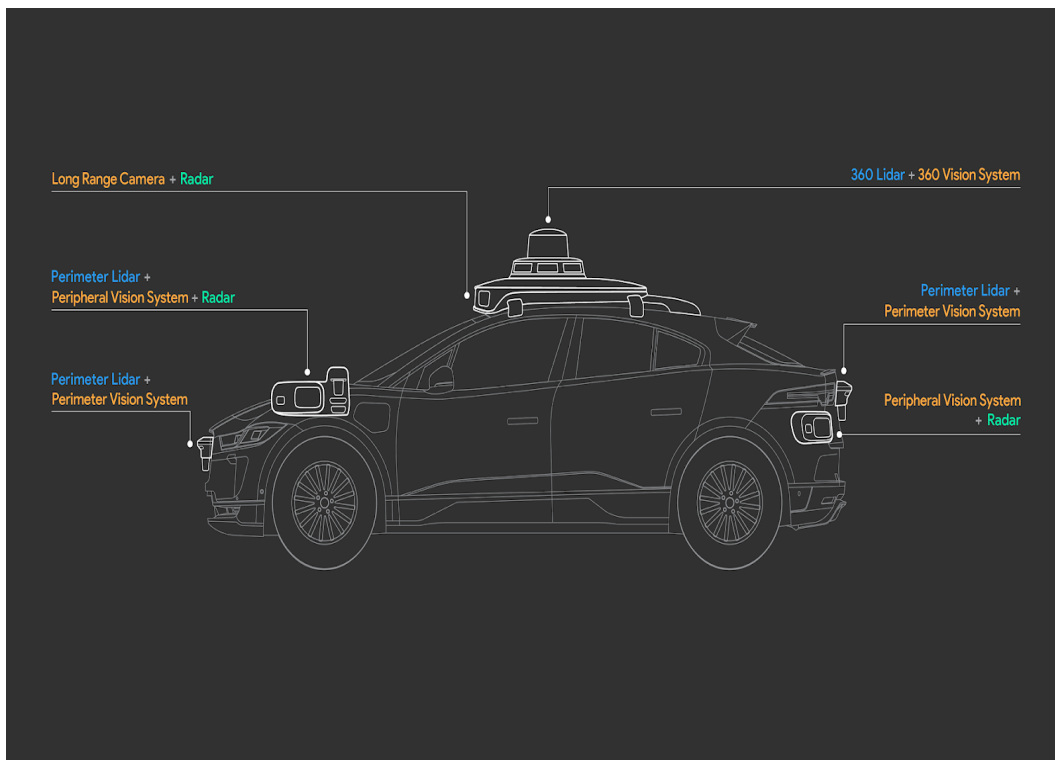 Long Range Camera + Radar
360 Lidar + 360 Vision System
Perimeter Lidar +
Peripheral Vision System + Radar
Perimeter Lidar +
Perimeter Vision System
Perimeter Lidar +
Perimeter Vision System
Peripheral Vision System
+ Radar